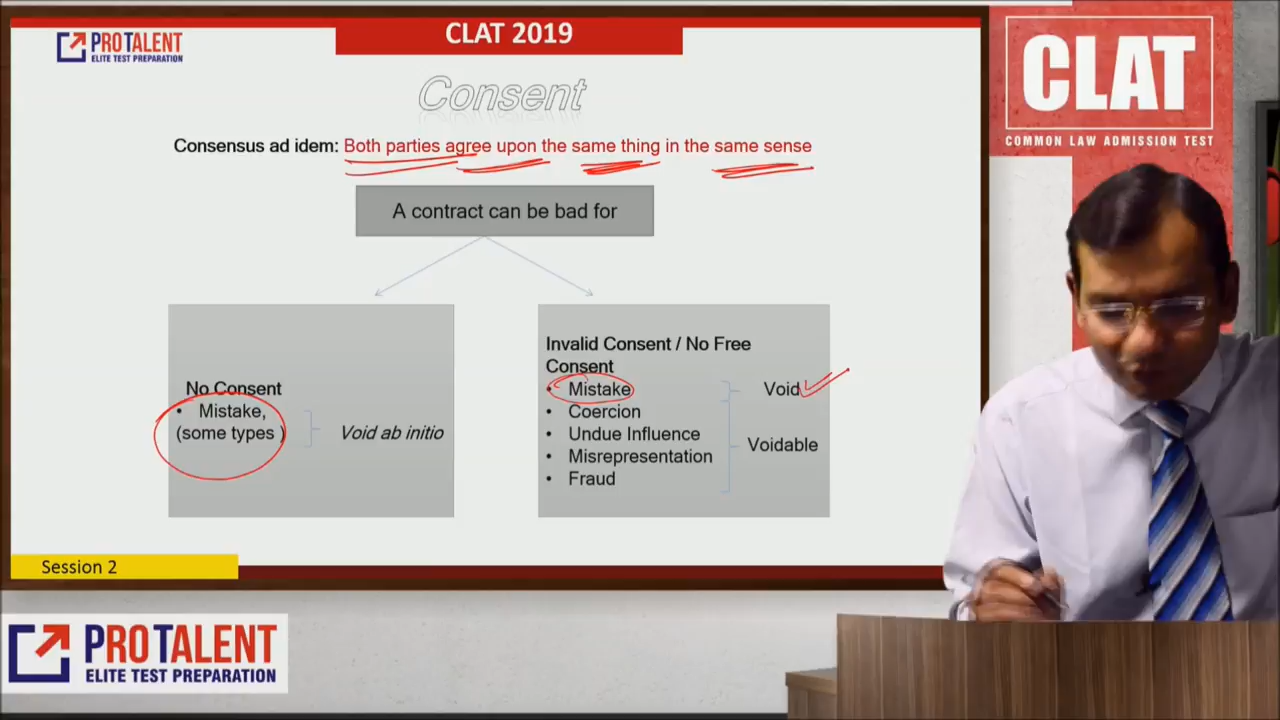 CLAT 2019
PROTALENT
ELITE TEST PREPARATION
Consent
Consensus ad idem: Both parties agree upon the same thing in the same sense
A contract can be bad for
No Consent
• Mistake,
(some types )
Void ab initio
Invalid Consent / No Free
Consent
• Mistake
• Coercion
• Undue Influence
• Misrepresentation
• Fraud
Void
Voidable
Session 2
PROTALENT
ELITE TEST PREPARATION
CLAT
COMMON LAW ADMISSION TEST